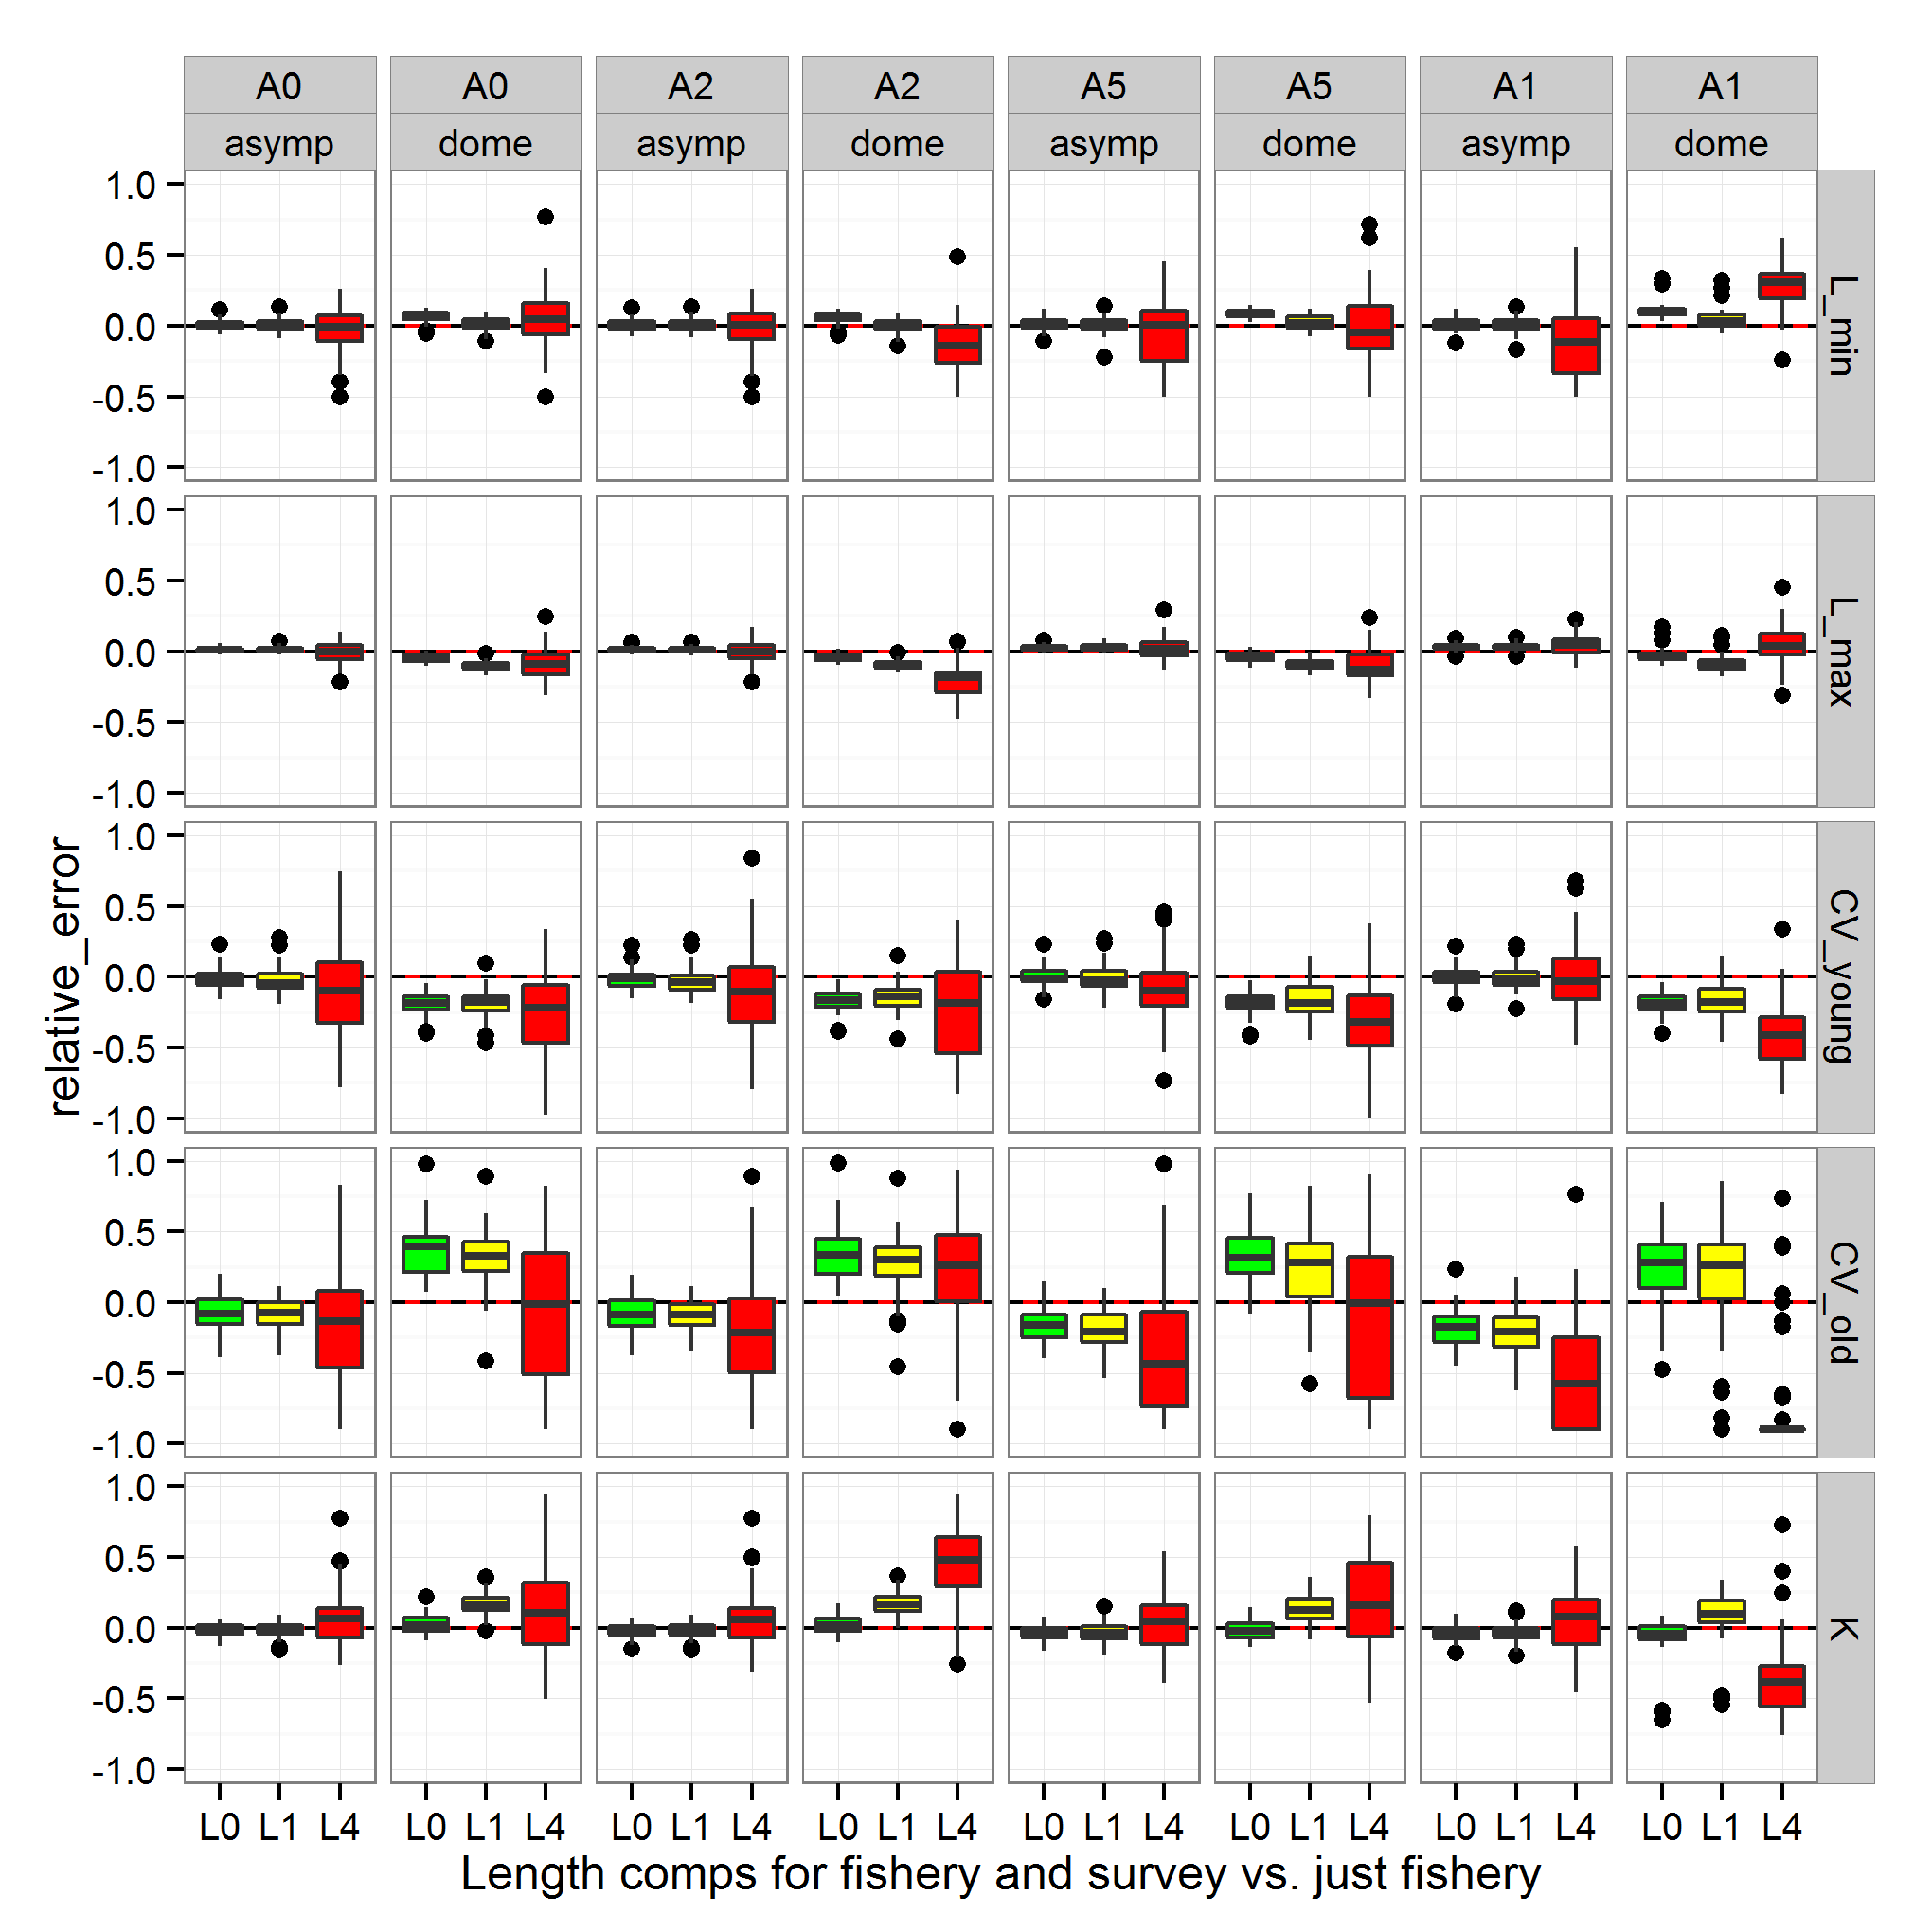 A0 A0 A2 A2 A5 A5 A1 A1
asymp dome asymp dome asymp dome asymp dome
1.0
0.5
0.0
-0.5
-1.0
L_min
1.0
0.5
0.0
-0.5
-1.0
L_max
relative_error
1.0
0.5
0.0
-0.5
-1.0
CV_young
1.0
0.5
0.0
-0.5
-1.0
CV_old
1.0
0.5
0.0
-0.5
-1.0
K
L0 L1 L4 L0 L1 L4 L0 L1 L4 L0 L1 L4 L0 L1 L4 L0 L1 L4 L0 L1 L4 L0 L1 L4
Length comps for fishery and survey vs. just fishery